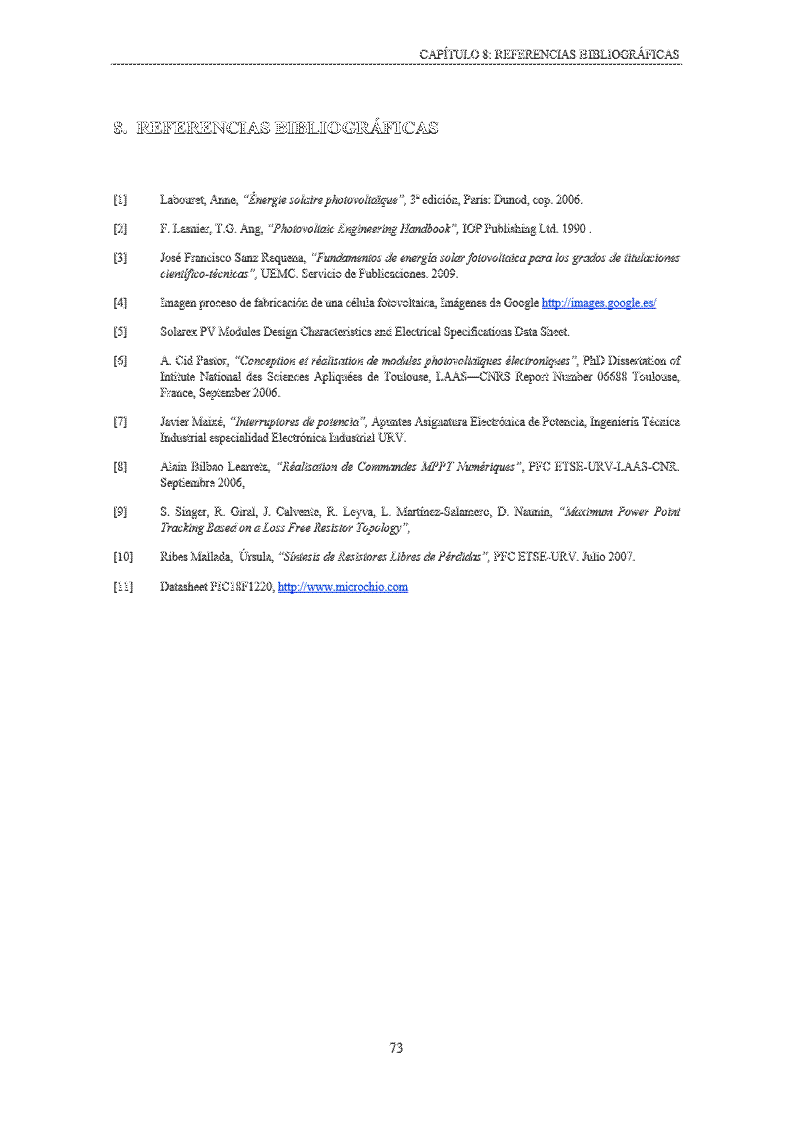 CAPÍTULO 8: REFERENCIAS BIBLIOGRÁFICAS
8. REFERENCIAS BIBLIOGRÁFICAS
[1] Labouret, Anne, “Énergie solaire photovoltaïque”, 3ª edición, Paris: Dunod, cop. 2006.
[2] F. Lasnier, T.G. Ang, “Photovoltaic Engineering Handbook”, IOP Publishing Ltd. 1990 .
[3] José Francisco Sanz Requena, “Fundamentos de energía solar fotovoltaica para los grados de titulaciones
científico-técnicas”, UEMC. Servicio de Publicaciones. 2009.
[4] Imagen proceso de fabricación de una célula fotovoltaica, Imágenes de Google http://images.google.es/
[5] Solarex PV Modules Design Characteristics and Electrical Specifications Data Sheet.
[6] A. Cid Pastor, “Conception et réalisation de modules photovoltaïques électroniques”, PhD Dissertation of
Intitute National des Sciences Apliquées de Toulouse, LAAS—CNRS Report Number 06688 Toulouse,
France, September 2006.
[7] Javier Maixé, “Interruptores de potencia”, Apuntes Asignatura Electrónica de Potencia, Ingeniería Técnica
Industrial especialidad Electrónica Industrial URV.
[8] Alain Bilbao Learreta, “Réalisation de Commandes MPPT Numériques”, PFC ETSE-URV-LAAS-CNR.
Septiembre 2006,
[9] S. Singer, R. Giral, J. Calvente, R. Leyva, L. Martínez-Salamero, D. Naunin, “Maximum Power Point
Tracking Based on a Loss Free Resistor Topology”,
[10] Ribes Mallada, Úrsula, “Síntesis de Resistores Libres de Pérdidas”, PFC ETSE-URV. Julio 2007.
[11] Datasheet PIC18F1220, http://www.microchip.com
73